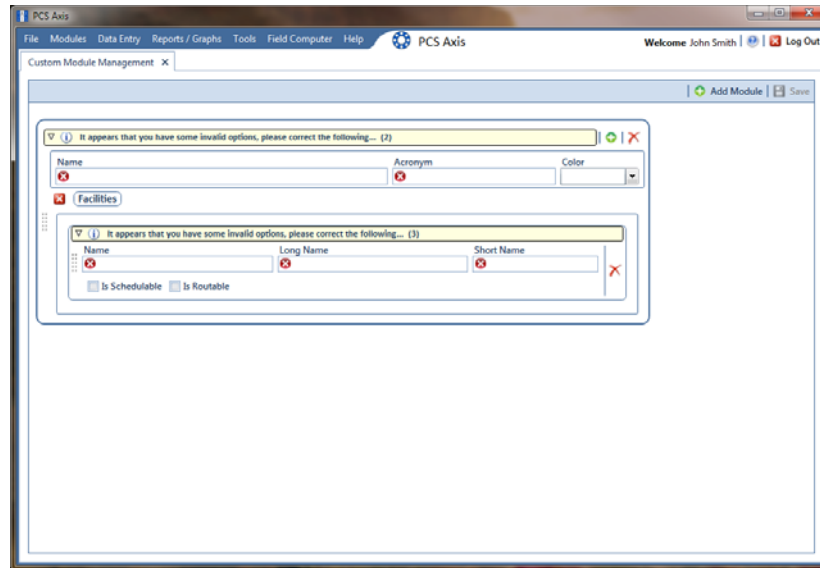 PCS Axis
File Modules Data Entry Reports / Graphs Tools Field Computer Help PCS Axis Welcome John Smith Log Out
Custom Module Management X
Add Module Save
It appears that you have some invalid options, please correct the following... (2)
Name Acronym Color
Facilities
It appears that you have some invalid options, please correct the following... (3)
Name Long Name Short Name
Is Schedulable Is Routable